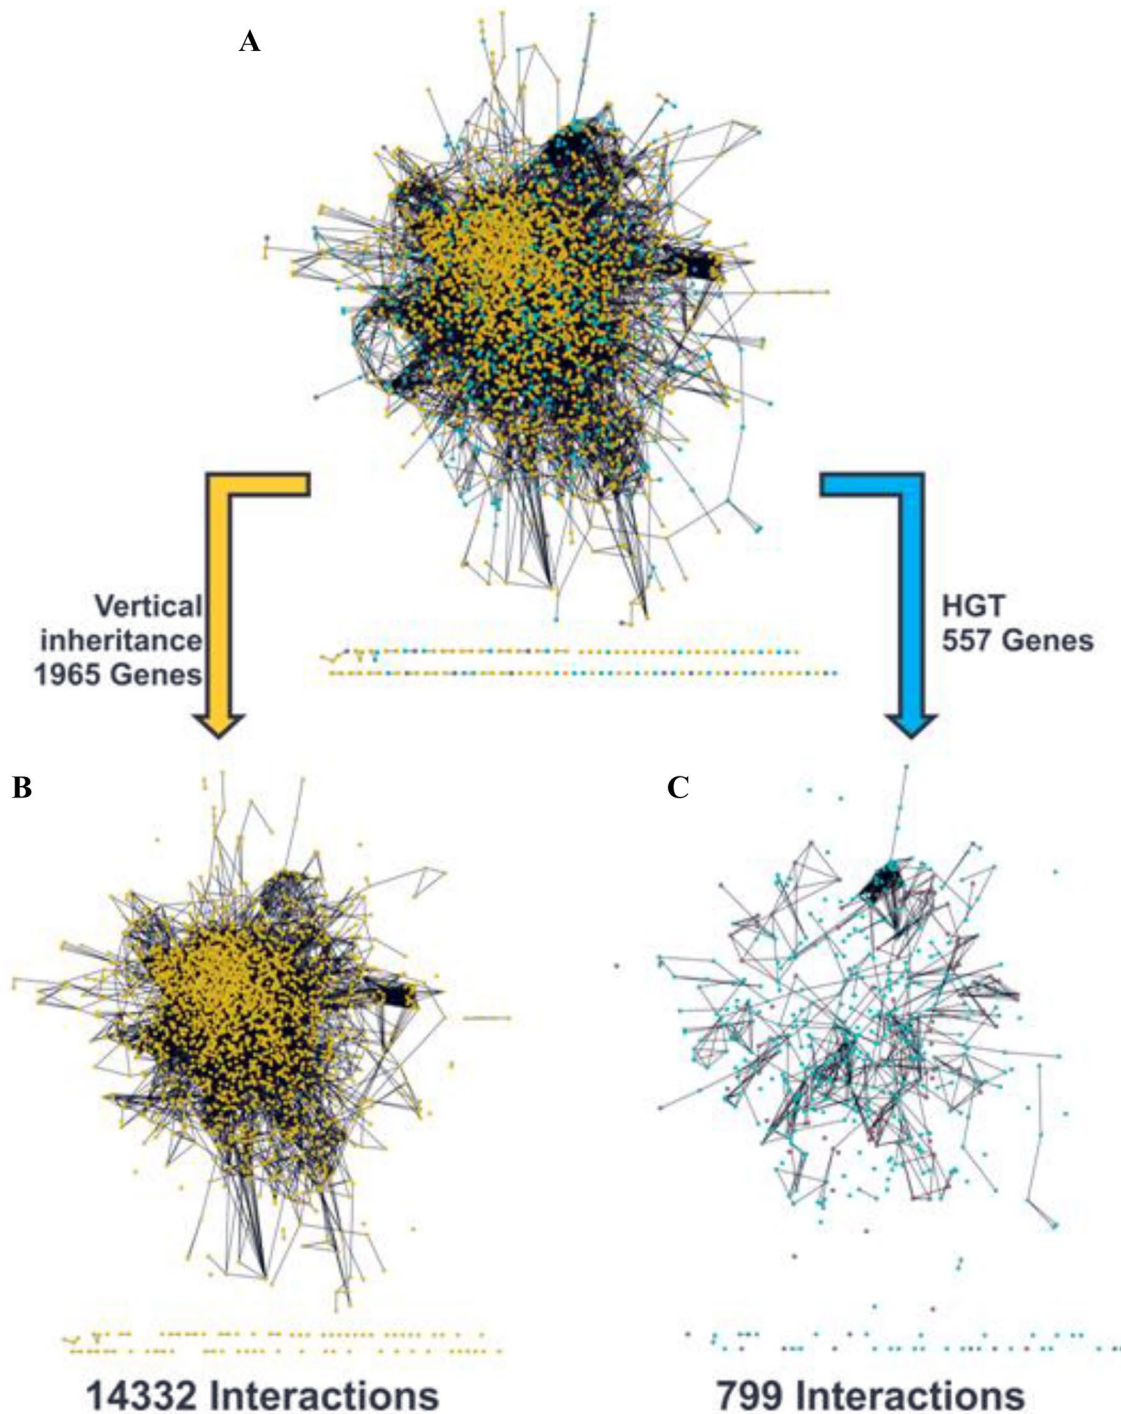 A
Vertical
inheritance
1965 Genes
HGT
557 Genes
B
C
14332 Interactions
799 Interactions